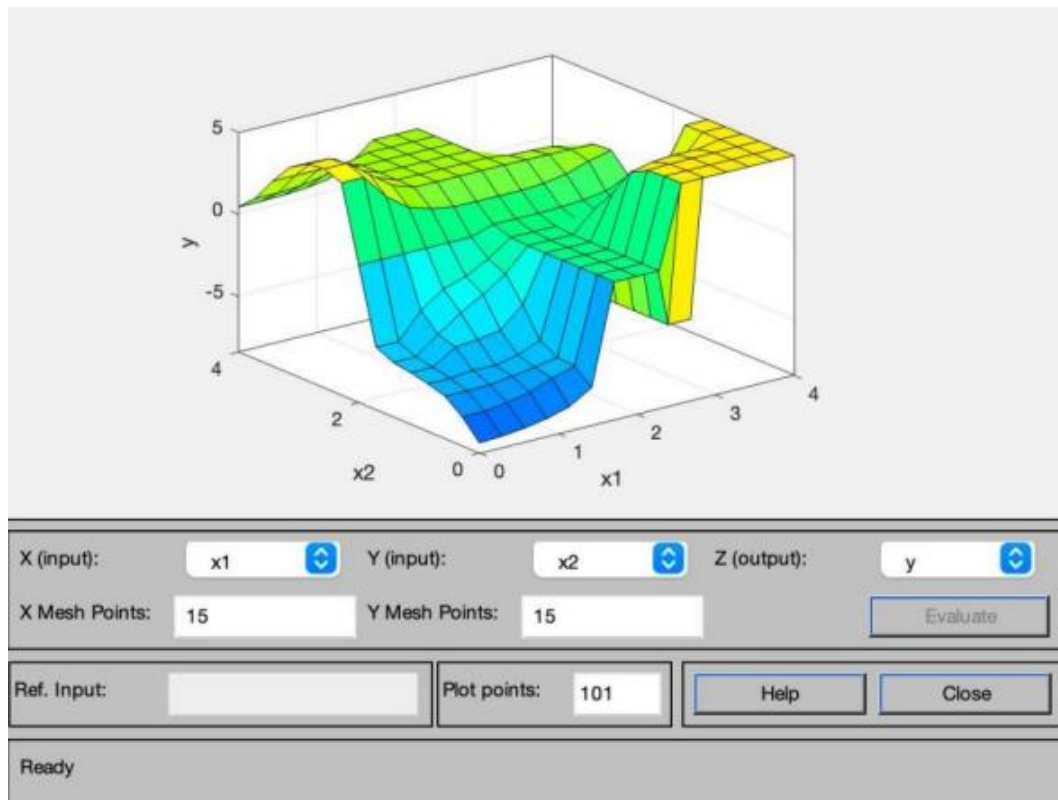 5
0
-5
y
4
2
0
x2
0
1
2
3
4
x1
X (input): x1 Y (input): x2 Z (output): y
X Mesh Points: 15 Y Mesh Points: 15 Evaluate
Ref. Input: Plot points: 101 Help Close
Ready